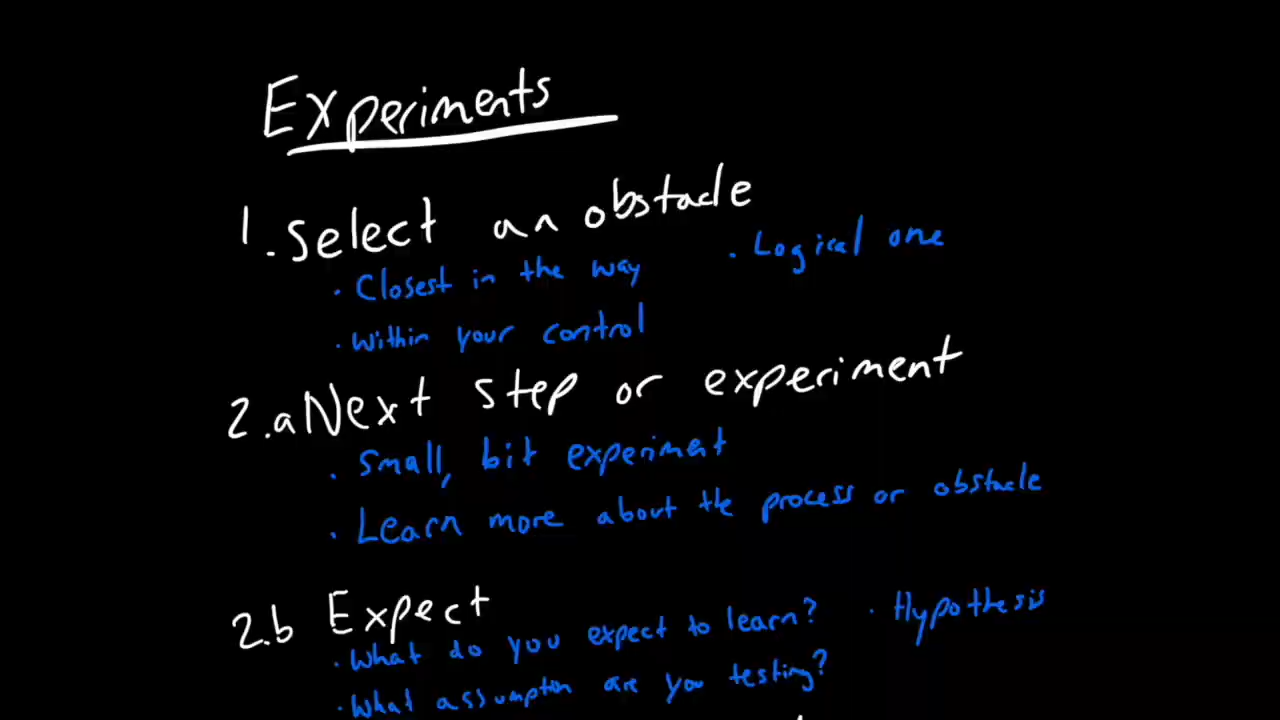 Experiments
1. Select an obstacle
· Closest in the way · Logical one
· Within your control
2.a Next step or experiment
· Small, bit experiment
· Learn more about the process or obstacle
2.b Expect
· What do you expect to learn? · Hypothesis
· What assumption are you testing?